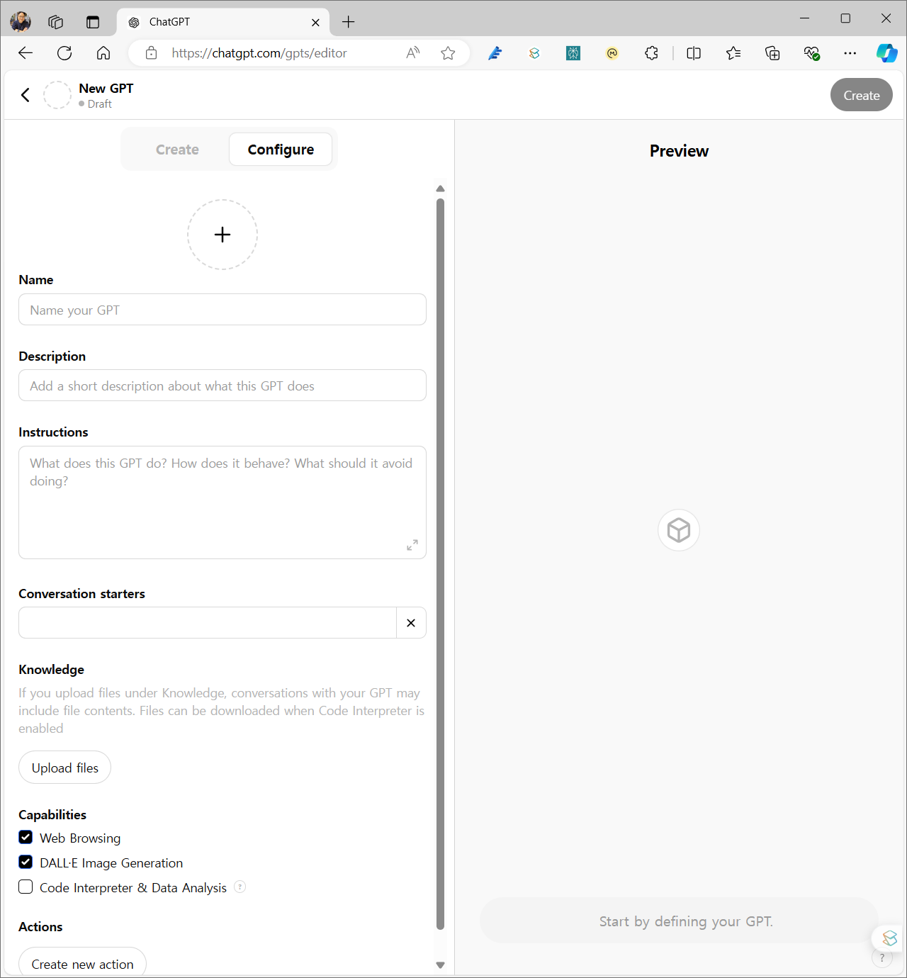 ChatGPT
https://chatgpt.com/gpts/editor
New GPT
Draft
Create
Create
Configure
Preview
Name
Name your GPT
Description
Add a short description about what this GPT does
Instructions
What does this GPT do? How does it behave? What should it avoid
doing?
Conversation starters
Knowledge
If you upload files under Knowledge, conversations with your GPT may
include file contents. Files can be downloaded when Code Interpreter is
enabled
Upload files
Capabilities
Web Browsing
DALL·E Image Generation
Code Interpreter & Data Analysis ?
Actions
Start by defining your GPT.
?
Create new action